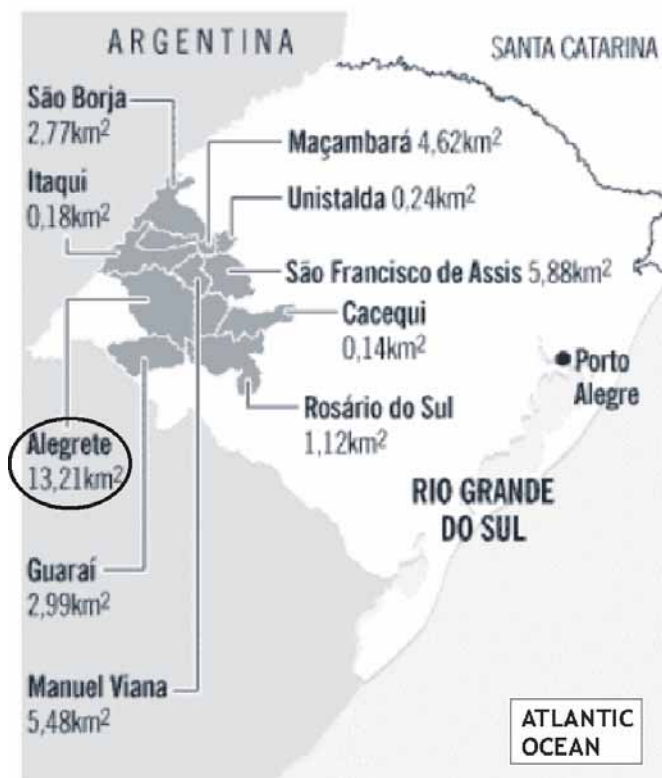 ARGENTINA
SANTA CATARINA
São Borja
2,77km²
Maçambará 4,62km²
Itaqui
0,18km²
Unistalda 0,24km²
São Francisco de Assis 5,88km²
Cacequi
0,14km²
Porto
Alegre
Rosário do Sul
1,12km²
Alegrete
13,21km²
RIO GRANDE
DO SUL
Guaraí
2,99km²
Manuel Viana
5,48km²
ATLANTIC
OCEAN